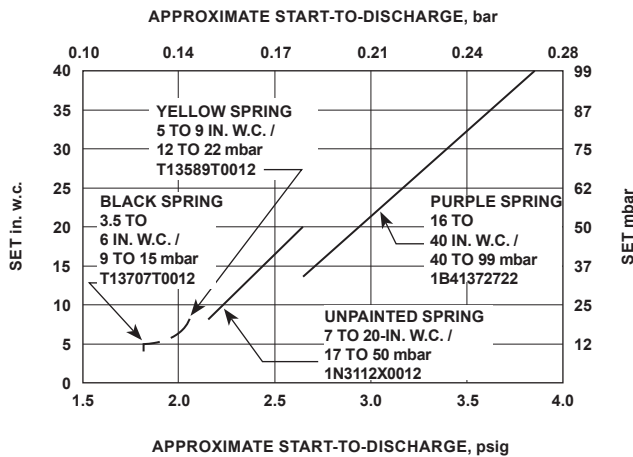 APPROXIMATE START-TO-DISCHARGE, bar
0.10 0.12 0.14 0.18 0.21 0.24 0.28
SET in. w.c.
40
35
30
25
20
15
10
5
0
YELLOW SPRING
5 TO 9 IN. W.C. /
12 TO 22 mbar
T13589T0012
BLACK SPRING
3.5 TO
6 IN. W.C. /
9 TO 15 mbar
T13707T0012
PURPLE SPRING
16 TO
40 IN. W.C. /
40 TO 99 mbar
1B41372722
UNPAINTED SPRING
7 TO 20-IN. W.C. /
17 TO 50 mbar
1N3112X0012
99
87
75
62
50
37
25
12
SET mbar
1.5 2.0 2.5 3.0 3.5 4.0
APPROXIMATE START-TO-DISCHARGE, psig